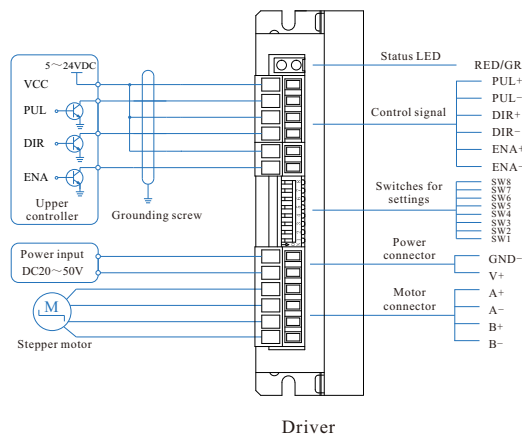 5～24VDC
VCC
PUL
DIR
ENA
Upper
controller
Grounding screw
Power input
DC20～50V
M
Stepper motor
Status LED
RED/GR
Control signal
PUL+
PUL−
DIR+
DIR−
ENA+
ENA−
Switches for
settings
SW8
SW7
SW6
SW5
SW4
SW3
SW2
SW1
Power
connector
GND−
V+
Motor
connector
A+
A−
B+
B−
Driver